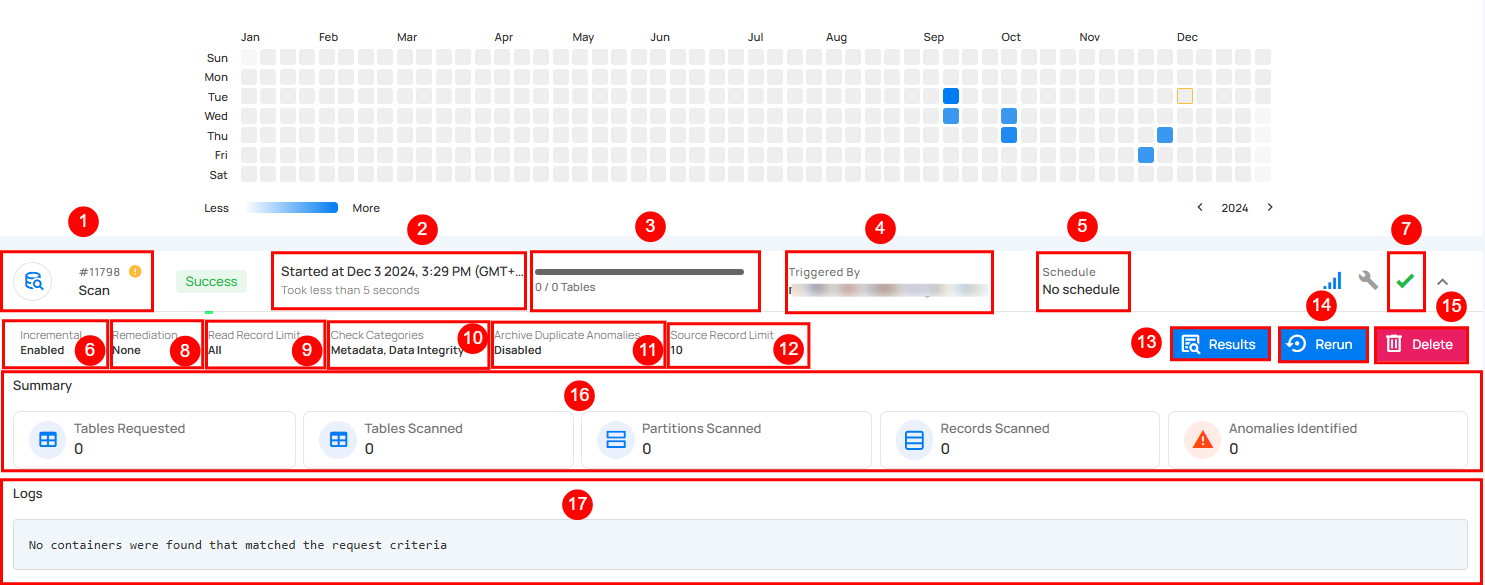 Jan Feb Mar Apr May Jun Jul Aug Sep Oct Nov Dec
Sun
Mon
Tue
Wed
Thu
Fri
Sat
Less More 2024
1 2 3 4 5 7
#11798
Scan
Success
Started at Dec 3 2024, 3:29 PM (GMT+...
Took less than 5 seconds
0 / 0 Tables
Triggered By
Schedule
No schedule
14 15
Incremental
Enabled 6
Remediation
None 8
Read Record Limit
All 9
Check Categories
Metadata, Data Integrity 10
Archive Duplicate Anomalies
Disabled 11
Source Record Limit
10 12
13 Results Rerun Delete
Summary
16
Tables Requested
0
Tables Scanned
0
Partitions Scanned
0
Records Scanned
0
Anomalies Identified
0
Logs
17
No containers were found that matched the request criteria